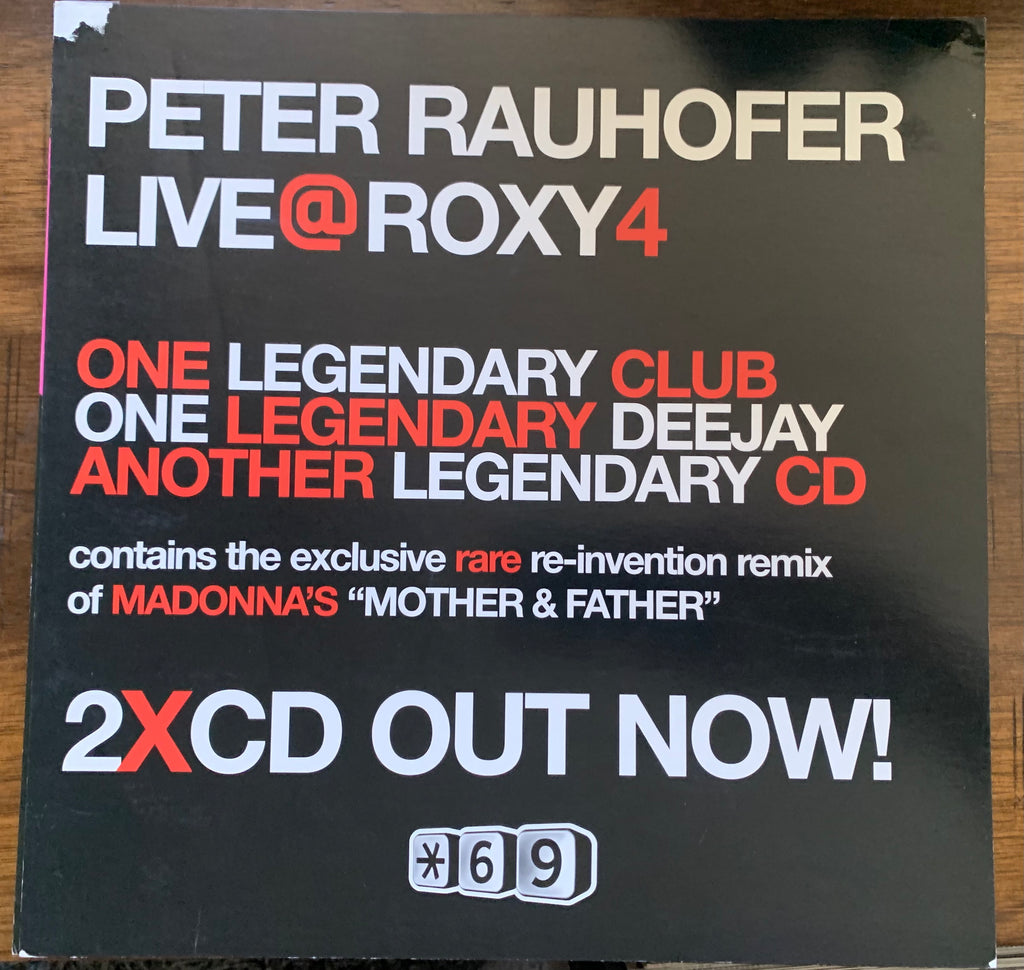 PETER RAUHOFER
LIVE@ROXY4
ONE LEGENDARY CLUB
ONE LEGENDARY DEEJAY
ANOTHER LEGENDARY CD
contains the exclusive rare re-invention remix
of MADONNA'S “MOTHER & FATHER”
2XCD OUT NOW!
*69